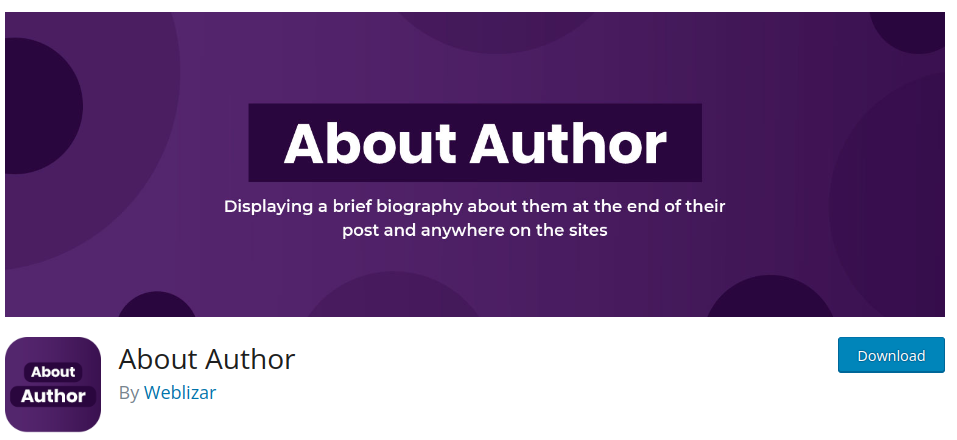 About Author
Displaying a brief biography about them at the end of their
post and anywhere on the sites
About
Author
About Author
By Weblizar
Download